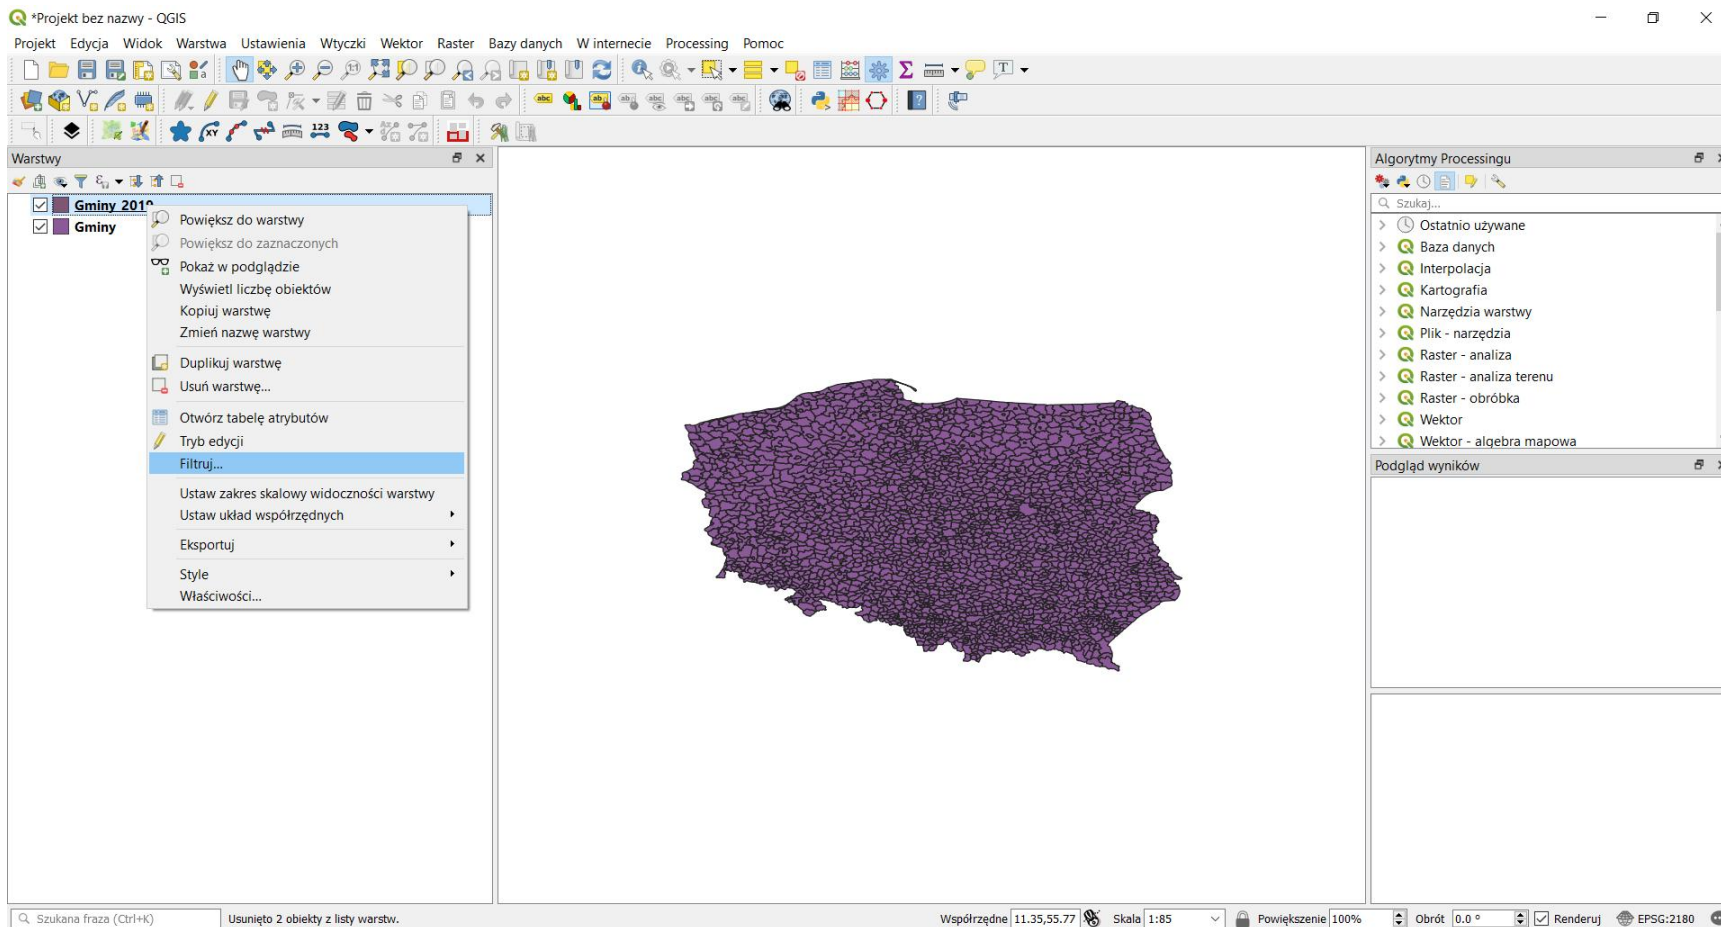 *Projekt bez nazwy - QGIS
Projekt Edycja Widok Warstwa Ustawienia Wtyczki Wektor Raster Bazy danych W internecie Processing Pomoc
Warstwy
Gminy 2019
Gminy
Powiększ do warstwy
Powiększ do zaznaczonych
Pokaż w podglądzie
Wyświetl liczbę obiektów
Kopiuj warstwę
Zmień nazwę warstwy
Duplikuj warstwę
Usuń warstwę...
Otwórz tabelę atrybutów
Tryb edycji
Filtruj...
Ustaw zakres skalowy widoczności warstwy
Ustaw układ współrzędnych
Eksportuj
Style
Właściwości...
Algorytmy Processingu
Szukaj...
Ostatnio używane
Baza danych
Interpolacja
Kartografia
Narzędzia warstwy
Plik - narzędzia
Raster - analiza
Raster - analiza terenu
Raster - obróbka
Wektor
Wektor - algebra mapowa
Podgląd wyników
Szukana fraza (Ctrl+K) Usunięto 2 obiekty z listy warstw. Współrzędne 11.35,55.77 Skala 1:85 Powiększenie 100% Obrót 0.0 ° Renderuj EPSG:2180